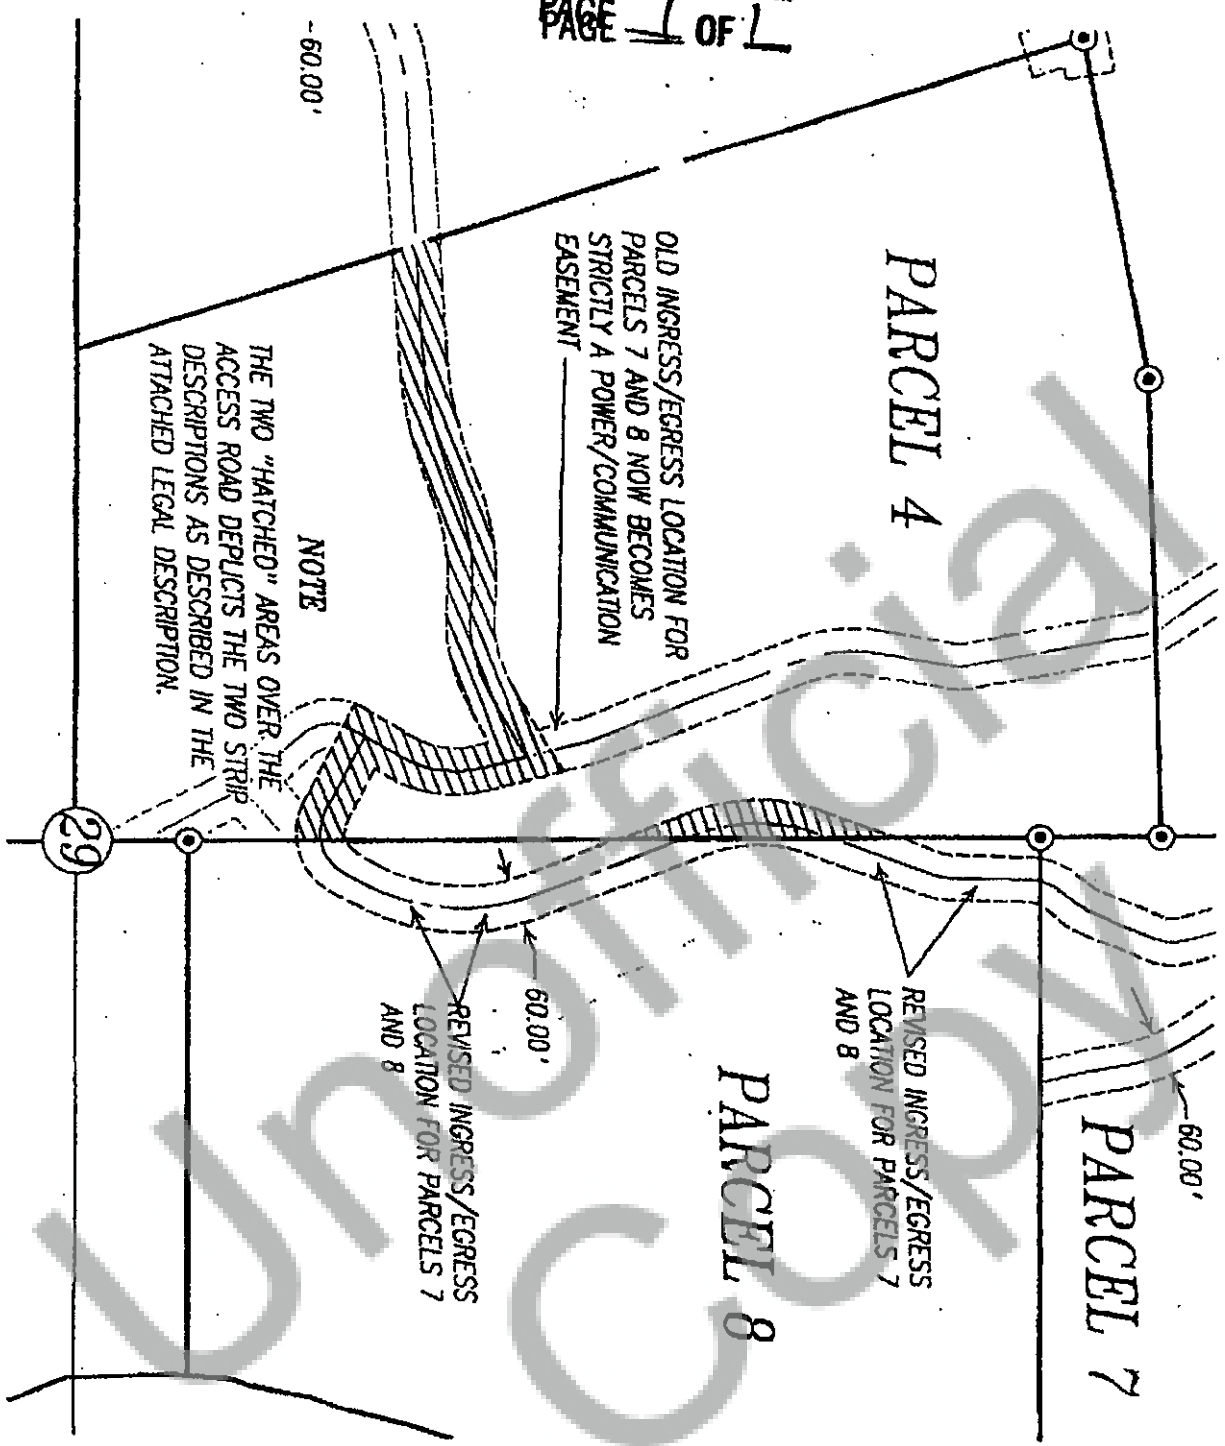 PAGE 1 OF 1
60.00'
PARCEL 4
OLD INGRESS/EGRESS LOCATION FOR
PARCELS 7 AND 8 NOW BECOMES
STRICTLY A POWER/COMMUNICATION
EASEMENT
NOTE
THE TWO "HATCHED" AREAS OVER THE
ACCESS ROAD DEPLICTS THE TWO STRIP
DESCRIPTIONS AS DESCRIBED IN THE
ATTACHED LEGAL DESCRIPTION.
29
60.00'
PARCEL 7
REVISED INGRESS/EGRESS
LOCATION FOR PARCELS 7
AND 8
PARCEL 8
60.00'
REVISED INGRESS/EGRESS
LOCATION FOR PARCELS 7
AND 8
Unofficial
Copy